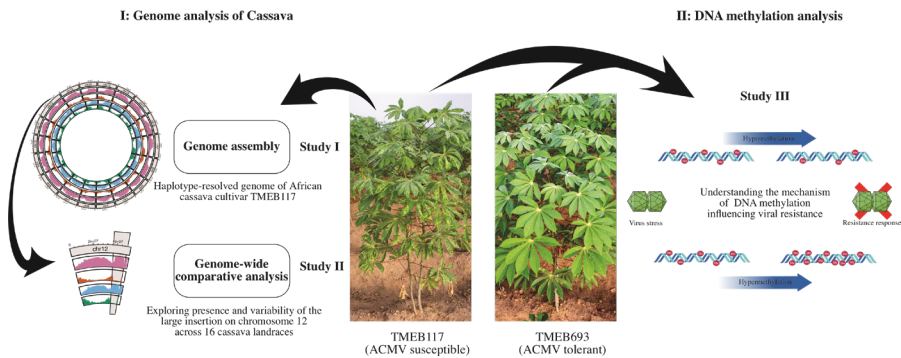 I: Genome analysis of Cassava
II: DNA methylation analysis
Genome assembly
Study I
Haplotype-resolved genome of African
cassava cultivar TMEB117
chr12
Genome-wide
comparative analysis
Study II
Exploring presence and variability of the
large insertion on chromosome 12
across 16 cassava landraces
TMEB117
(ACMV susceptible)
TMEB693
(ACMV tolerant)
Study III
Hypomethylation
Virus stress
Understanding the mechanism
of DNA methylation
influencing viral resistance
Resistance response
Hypermethylation